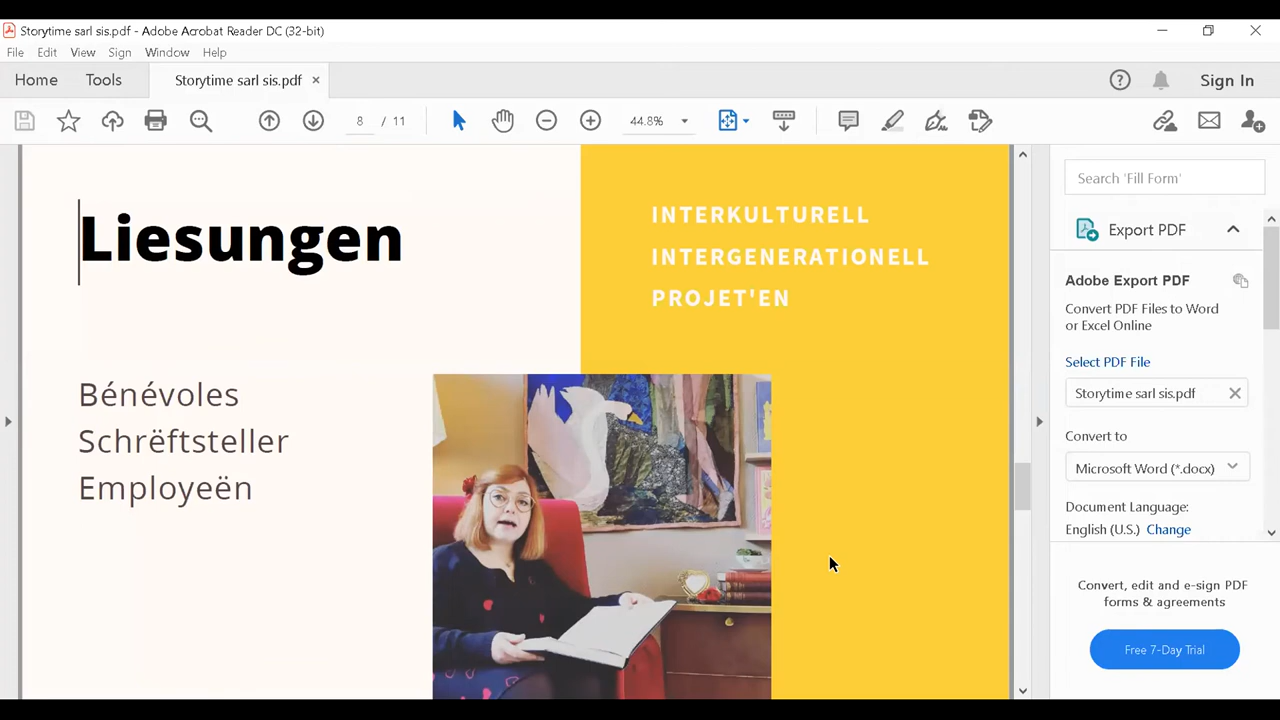 Storytime sarl sis.pdf - Adobe Acrobat Reader DC (32-bit)
File Edit View Sign Window Help
Home Tools Storytime sarl sis.pdf × Sign In
8 / 11 44.8%
Liesungen
INTERKULTURELL
INTERGENERATIONELL
PROJET'EN
Bénévoles
Schrëftsteller
Employeën
Search 'Fill Form'
Export PDF
Adobe Export PDF
Convert PDF Files to Word
or Excel Online
Select PDF File
Storytime sarl sis.pdf
Convert to
Microsoft Word (*.docx)
Document Language:
English (U.S.) Change
Convert, edit and e-sign PDF
forms & agreements
Free 7-Day Trial